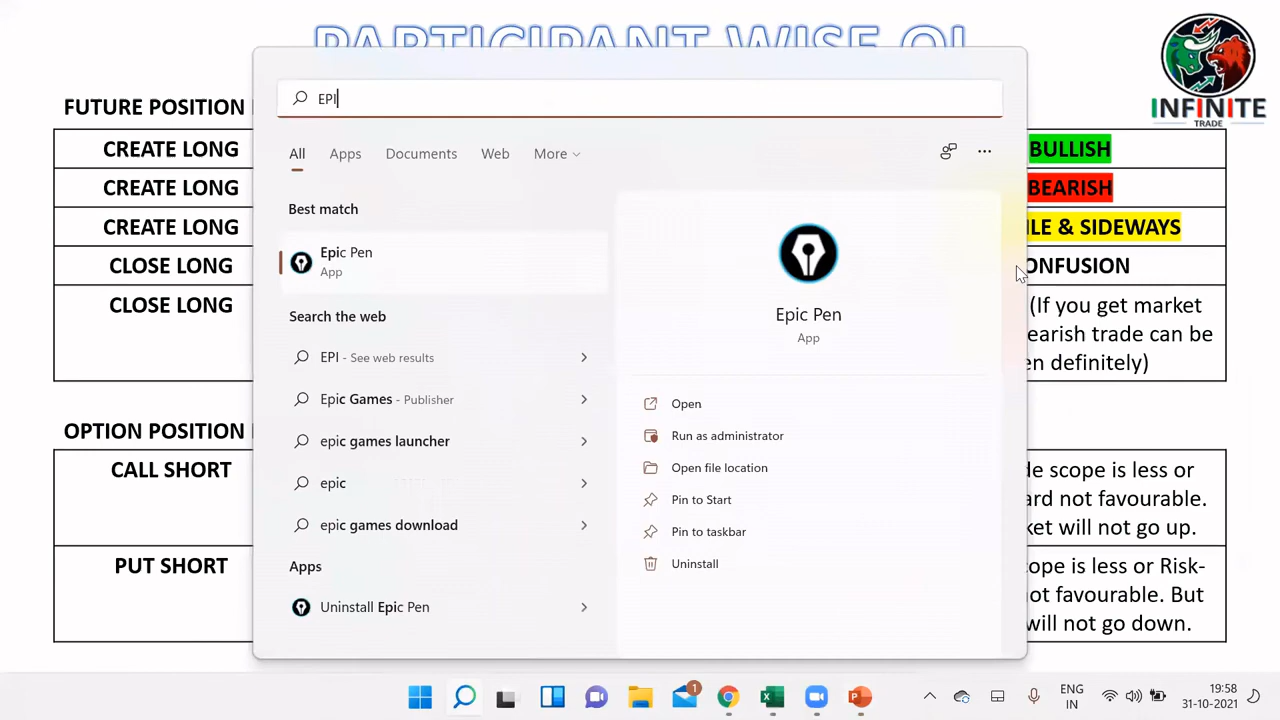 PARTICIPANT WISE OI
INFINITE
TRADE
EPI
All Apps Documents Web More
Best match
Epic Pen
App
Search the web
EPI - See web results
Epic Games - Publisher
epic games launcher
epic
epic games download
Apps
Uninstall Epic Pen
Epic Pen
App
Open
Run as administrator
Open file location
Pin to Start
Pin to taskbar
Uninstall
FUTURE POSITION
CREATE LONG BULLISH
CREATE LONG BEARISH
CREATE LONG & SIDEWAYS
CLOSE LONG ONFUSION
CLOSE LONG (If you get market
earish trade can be
en definitely)
OPTION POSITION
CALL SHORT de scope is less or
ard not favourable.
ket will not go up.
PUT SHORT ope is less or Risk-
not favourable. But
will not go down.
1
ENG
IN
19:58
31-10-2021